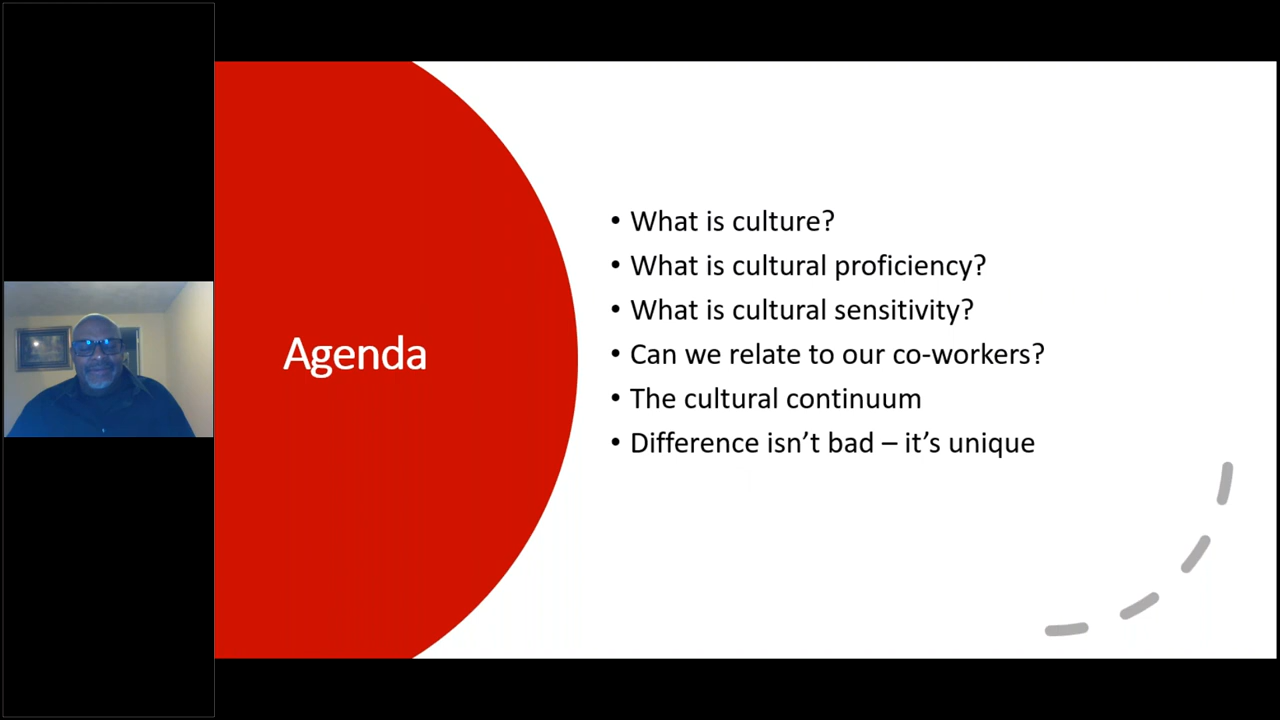 Agenda
• What is culture?
• What is cultural proficiency?
• What is cultural sensitivity?
• Can we relate to our co-workers?
• The cultural continuum
• Difference isn’t bad – it’s unique